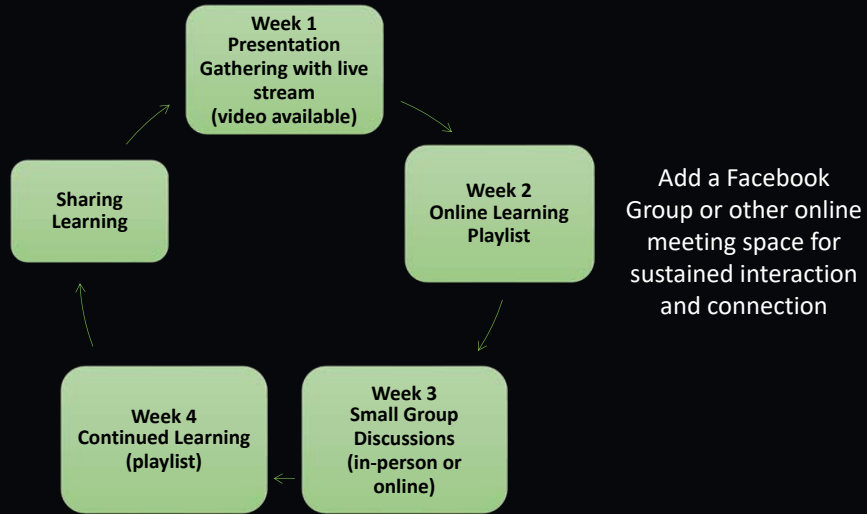 Week 1
Presentation
Gathering with live
stream
(video available)
Week 2
Online Learning
Playlist
Add a Facebook
Group or other online
meeting space for
sustained interaction
and connection
Week 3
Small Group
Discussions
(in-person or
online)
Week 4
Continued Learning
(playlist)
Sharing
Learning